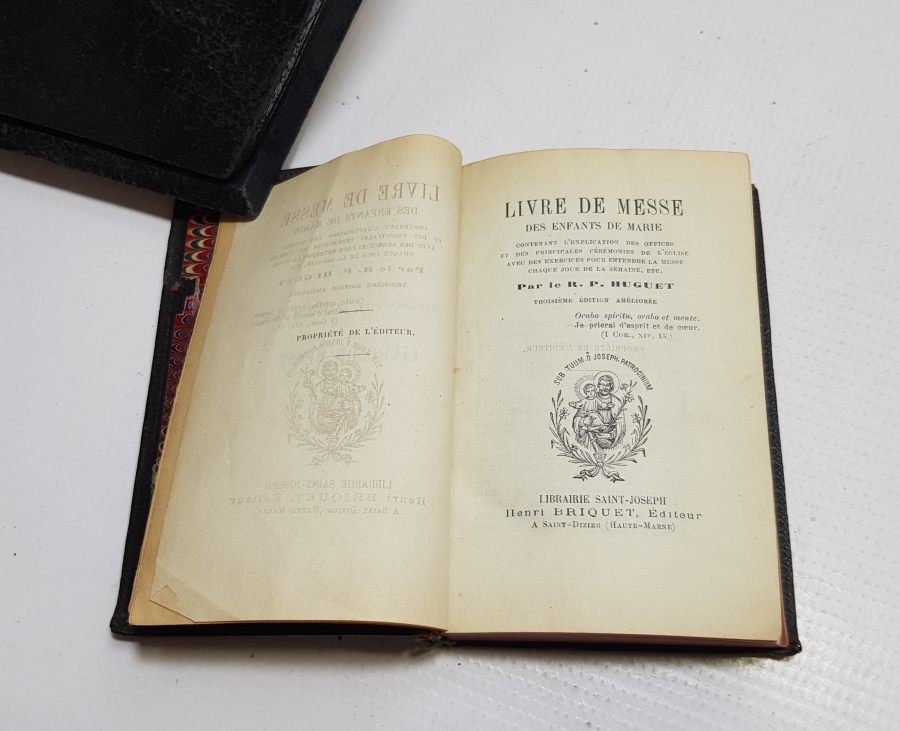 PROPRIÉTÉ DE L'ÉDITEUR.
LIVRE DE MESSE
DES ENFANTS DE MARIE
CONTENANT L'EXPLICATION DES OFFICES
ET DES PRINCIPALES CÉRÉMONIES DE L'ÉGLISE
AVEC DES EXERCICES POUR ENTENDRE LA MESSE
CHAQUE JOUR DE LA SEMAINE, ETC.
Par le R. P. HUGUET
TROISIÈME ÉDITION AMÉLIORÉE
Orabo spiritu, orabo et mente.
Je prierai d'esprit et de cœur.
(I Cor., xiv, 15.)
SUB TUUM Ô JOSEPH PATROCINIUM
LIBRAIRIE SAINT-JOSEPH
Henri BRIQUET, Éditeur
A SAINT-DIZIER (HAUTE-MARNE)